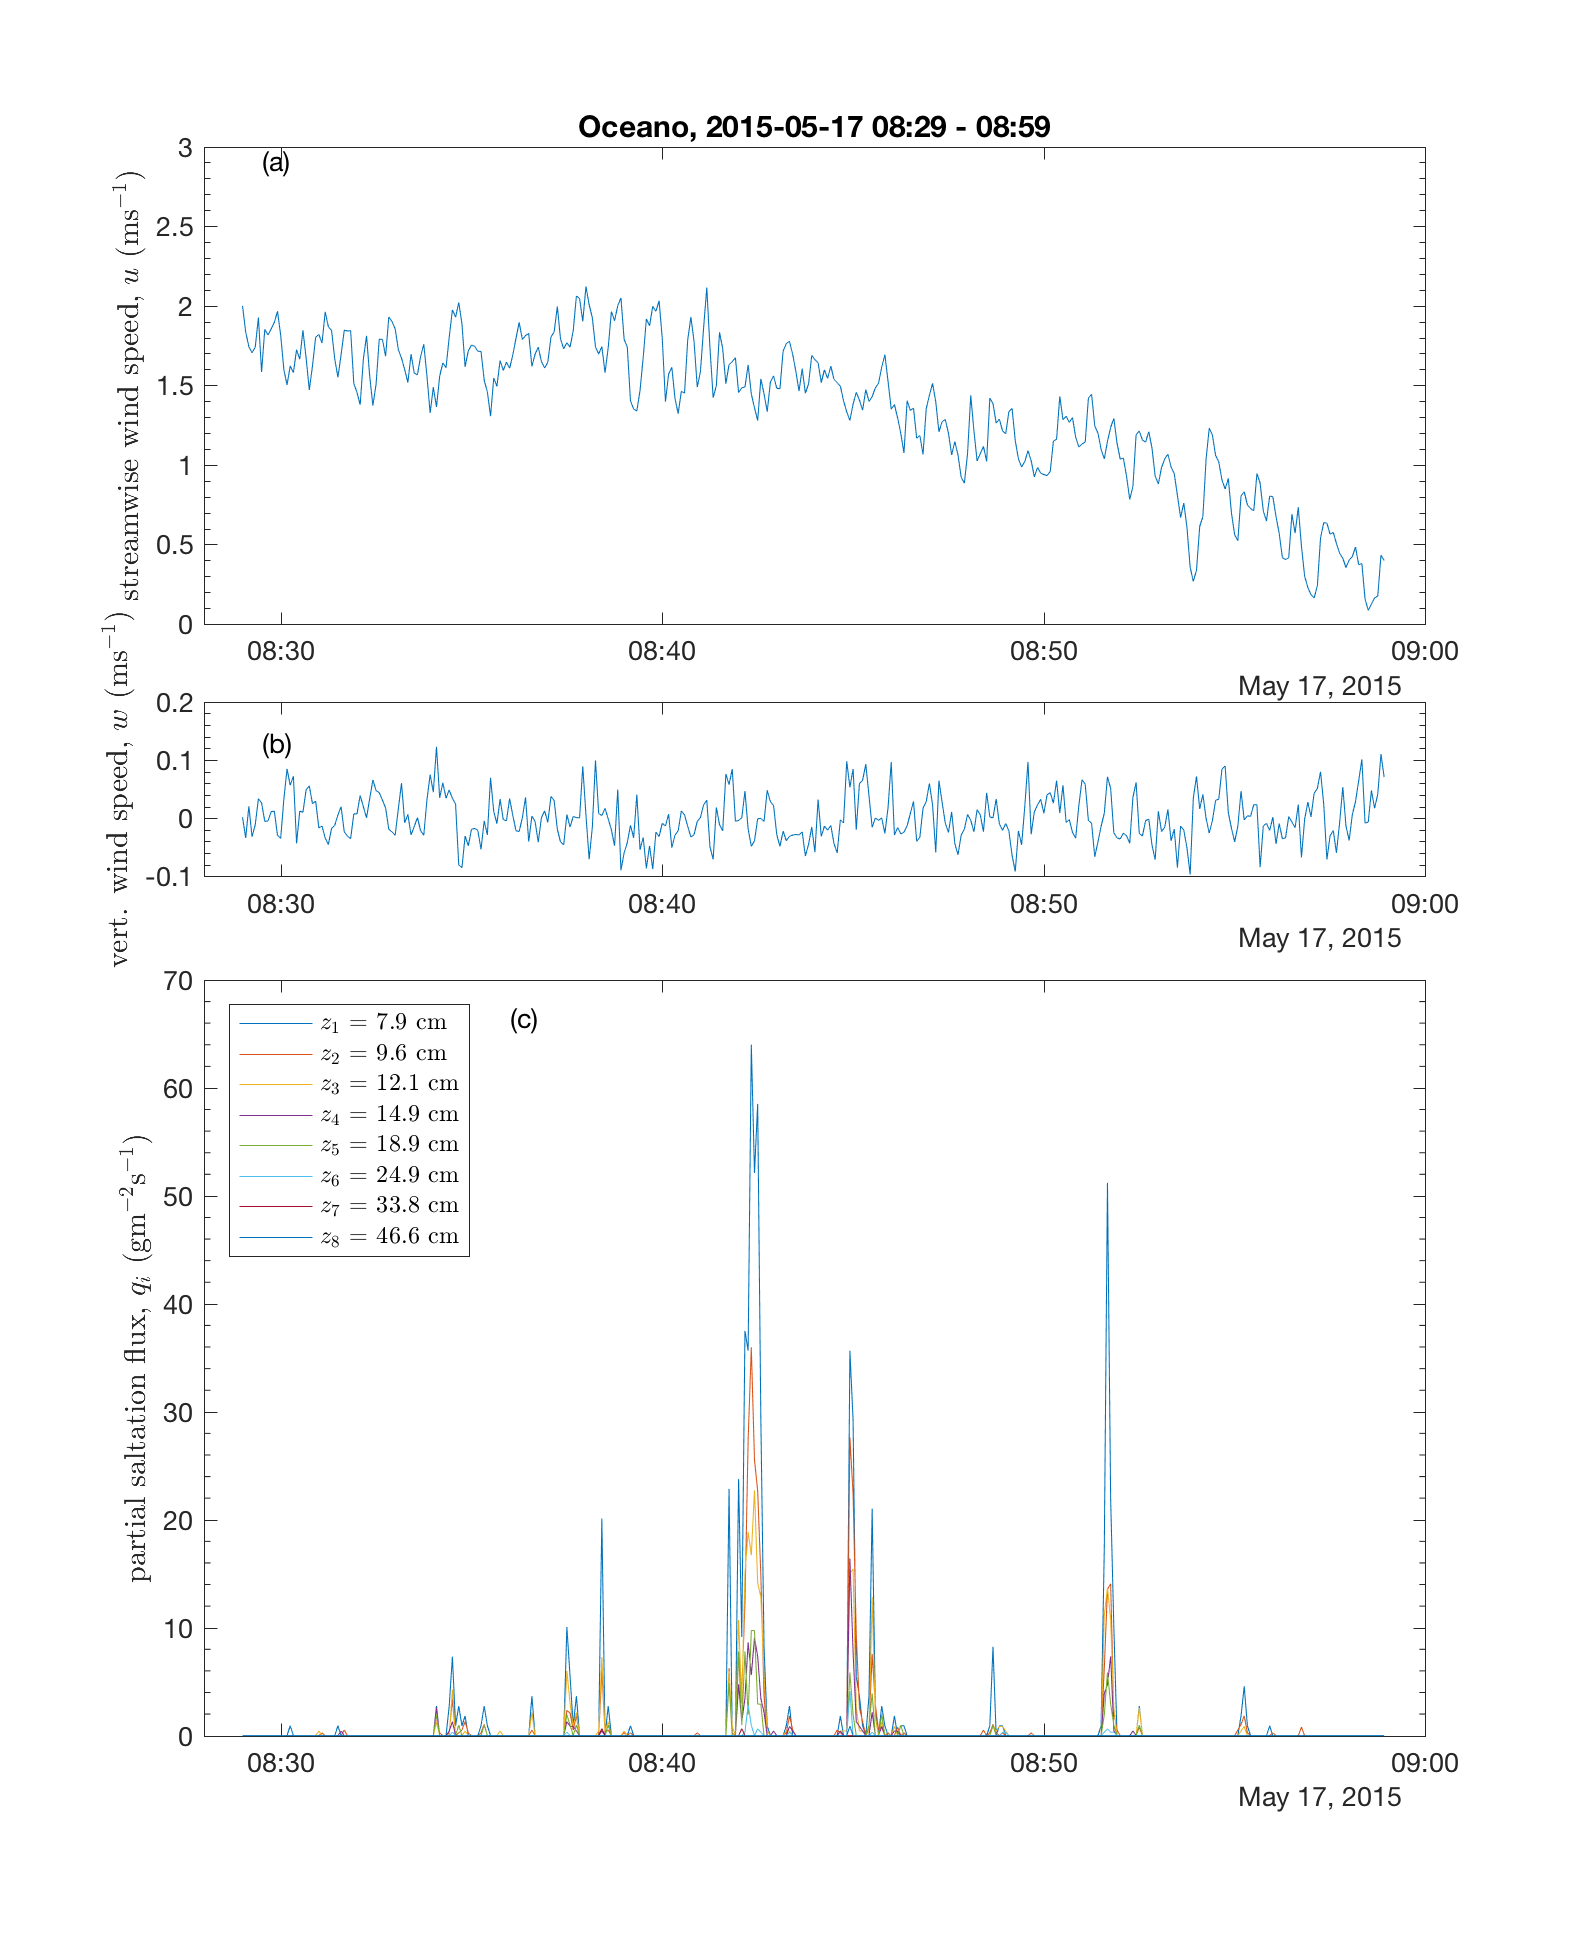 Oceano, 2015-05-17 08:29 - 08:59
(a)
streamwise wind speed, u (ms⁻¹)
3
2.5
2
1.5
1
0.5
0
08:30 08:40 08:50 09:00
May 17, 2015
(b)
vert. wind speed, w (ms⁻¹)
0.2
0.1
0
-0.1
08:30 08:40 08:50 09:00
May 17, 2015
(c)
partial saltation flux, qᵢ (gm⁻²s⁻¹)
70
60
50
40
30
20
10
0
z₁ = 7.9 cm
z₂ = 9.6 cm
z₃ = 12.1 cm
z₄ = 14.9 cm
z₅ = 18.9 cm
z₆ = 24.9 cm
z₇ = 33.8 cm
z₈ = 46.6 cm
08:30 08:40 08:50 09:00
May 17, 2015